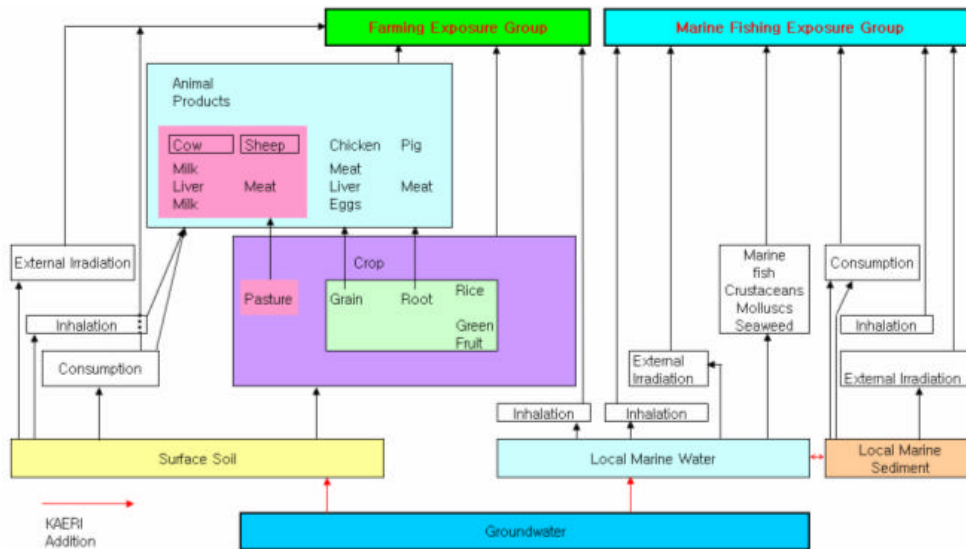 Farming Exposure Group
Marine Fishing Exposure Group
Animal
Products
Cow
Sheep
Chicken
Pig
Milk
Liver
Milk
Meat
Meat
Liver
Eggs
Meat
External Irradiation
Inhalation
Consumption
Crop
Pasture
Grain
Root
Rice
Green
Fruit
Marine
fish
Crustaceans
Molluscs
Seaweed
Consumption
Inhalation
External
Irradiation
External Irradiation
Inhalation
Inhalation
Surface Soil
Local Marine Water
Local Marine
Sediment
KAERI
Addition
Groundwater